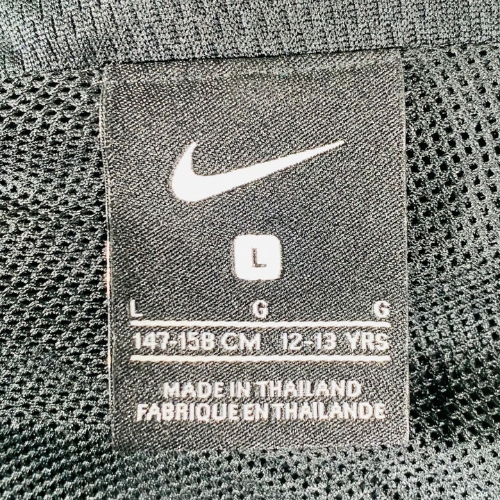 L
L G G
147-158 CM 12-13 YRS
MADE IN THAILAND
FABRIQUE EN THAILANDE